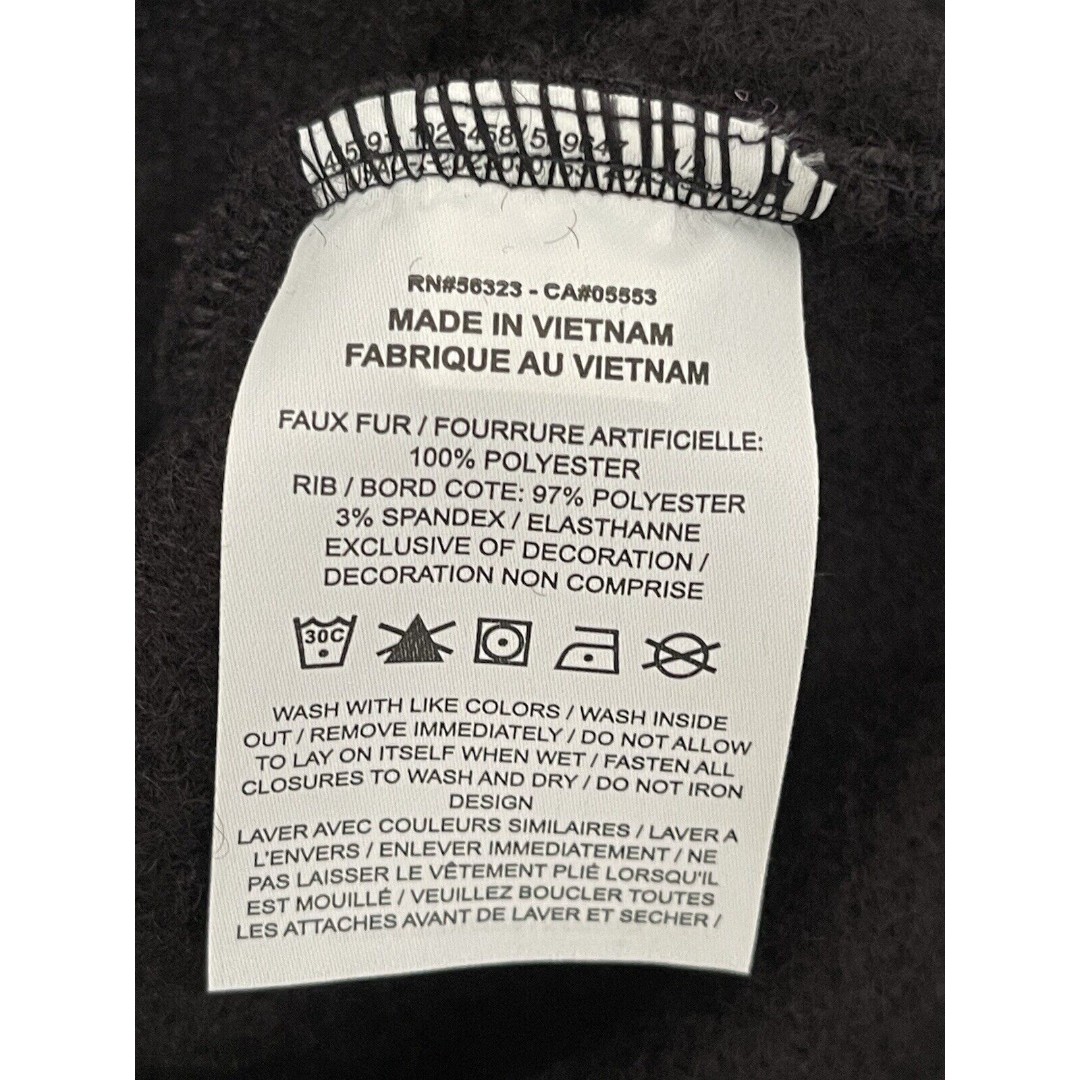 RN#56323 - CA#05553
MADE IN VIETNAM
FABRIQUE AU VIETNAM
FAUX FUR / FOURRURE ARTIFICIELLE:
100% POLYESTER
RIB / BORD COTE: 97% POLYESTER
3% SPANDEX / ELASTHANNE
EXCLUSIVE OF DECORATION /
DECORATION NON COMPRISE
30C
WASH WITH LIKE COLORS / WASH INSIDE
OUT / REMOVE IMMEDIATELY / DO NOT ALLOW
TO LAY ON ITSELF WHEN WET / FASTEN ALL
CLOSURES TO WASH AND DRY / DO NOT IRON
DESIGN
LAVER AVEC COULEURS SIMILAIRES / LAVER A
L'ENVERS / ENLEVER IMMEDIATEMENT / NE
PAS LAISSER LE VÊTEMENT PLIÉ LORSQU'IL
EST MOUILLÉ / VEUILLEZ BOUCLER TOUTES
LES ATTACHES AVANT DE LAVER ET SECHER /